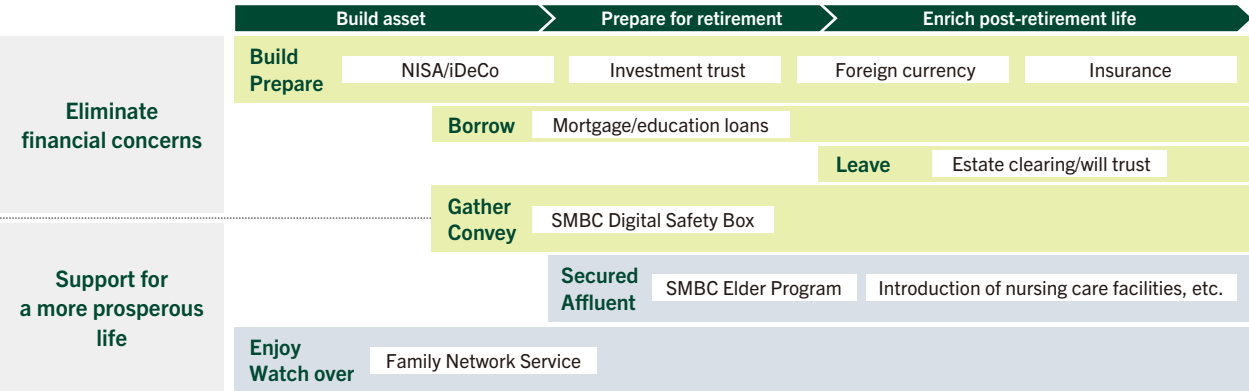 Build asset
Prepare for retirement
Enrich post-retirement life
Eliminate
financial concerns
Build
Prepare
NISA/iDeCo
Investment trust
Foreign currency
Insurance
Borrow
Mortgage/education loans
Leave
Estate clearing/will trust
Gather
Convey
SMBC Digital Safety Box
Support for
a more prosperous
life
Secured
Affluent
SMBC Elder Program
Introduction of nursing care facilities, etc.
Enjoy
Watch over
Family Network Service